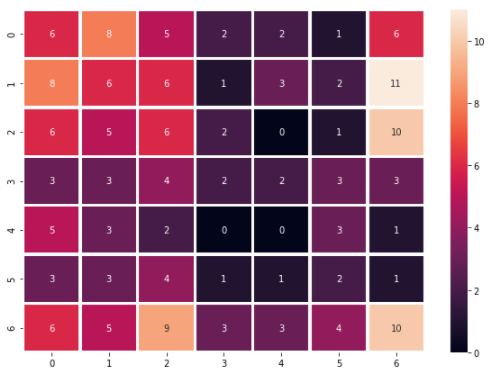 0 6 8 5 2 2 1 6
1 8 6 6 1 3 2 11
2 6 5 6 2 0 1 10
3 3 3 4 2 2 3 3
4 5 3 2 0 0 3 1
5 3 3 4 1 1 2 1
6 6 5 9 3 3 4 10
0 1 2 3 4 5 6
10
8
6
4
2
0